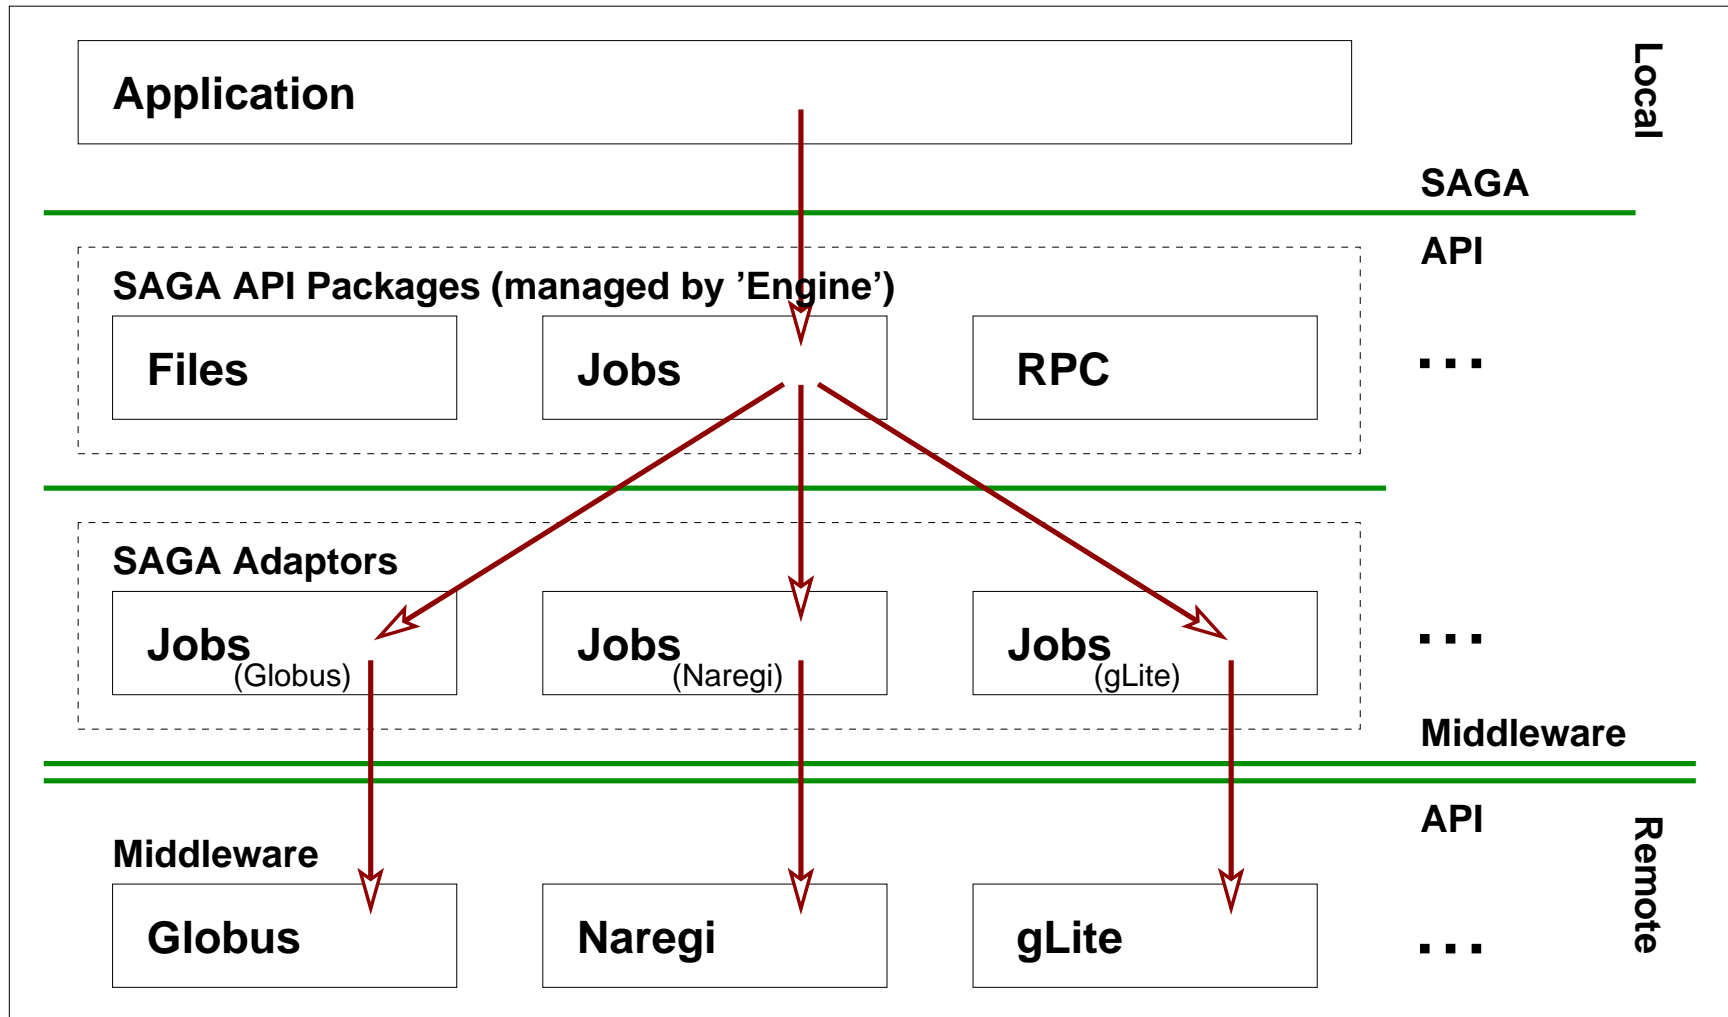 Application
Local
SAGA
API
SAGA API Packages (managed by ’Engine’)
Files
Jobs
RPC
...
SAGA Adaptors
Jobs
(Globus)
Jobs
(Naregi)
Jobs
(gLite)
...
Middleware
API
Remote
Middleware
Globus
Naregi
gLite
...